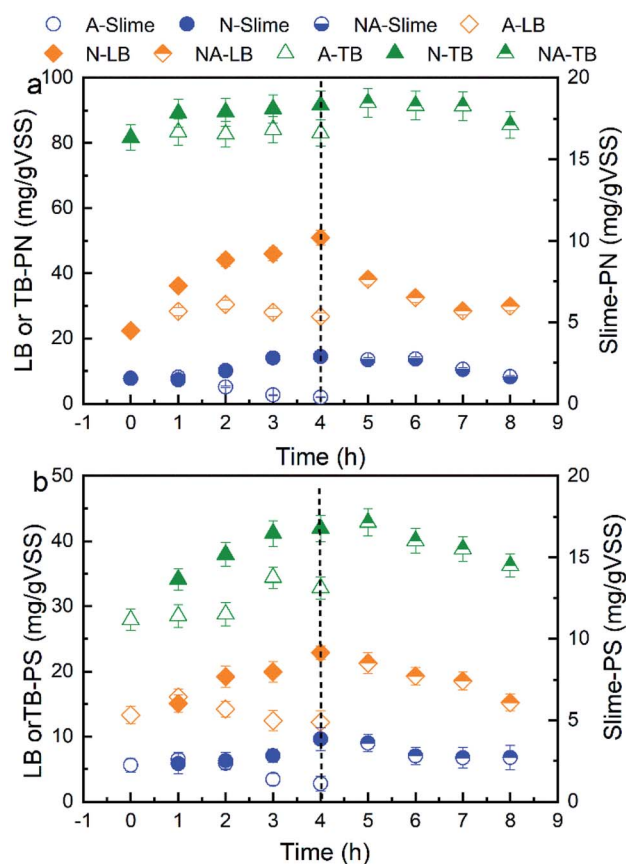 A-Slime N-Slime NA-Slime A-LB
N-LB NA-LB A-TB N-TB NA-TB
a
100 80 60 40 20 0
LB or TB-PN (mg/gVSS)
20 15 10 5 0
Slime-PN (mg/gVSS)
-1 0 1 2 3 4 5 6 7 8 9
Time (h)
b
50 40 30 20 10 0
LB orTB-PS (mg/gVSS)
20 15 10 5 0
Slime-PS (mg/gVSS)
-1 0 1 2 3 4 5 6 7 8 9
Time (h)